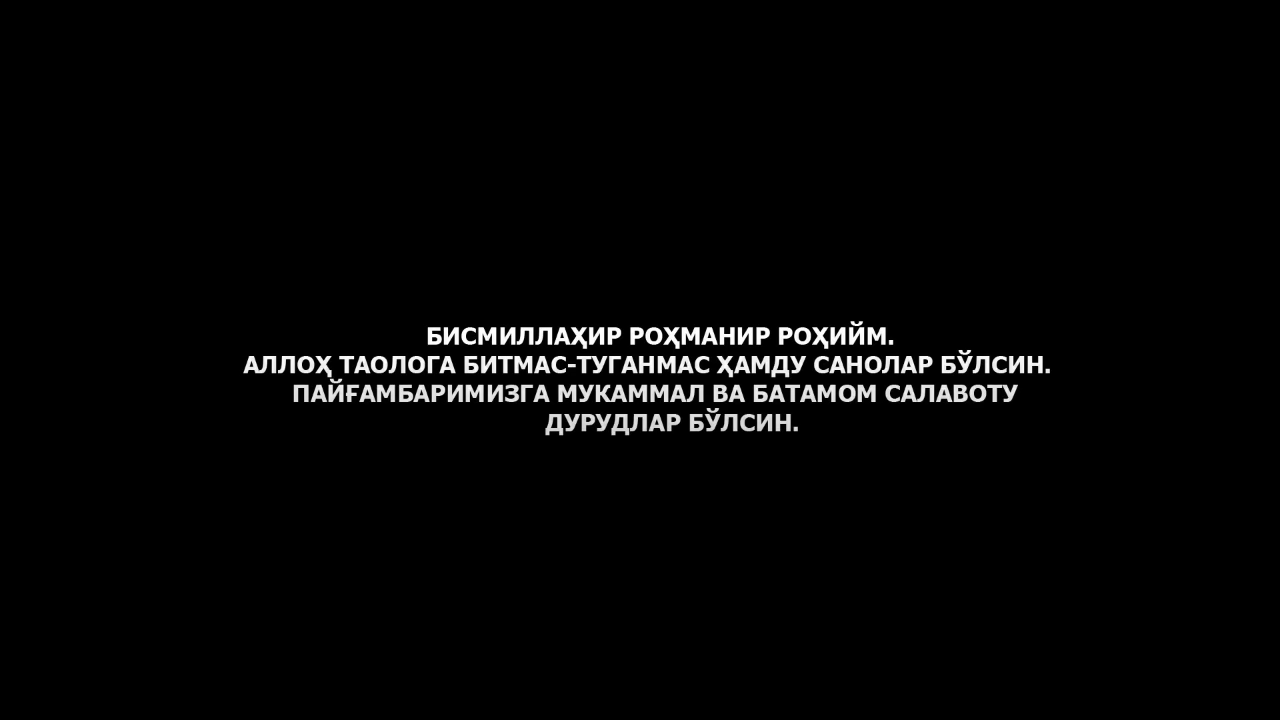 БИСМИЛЛАҲИР РОҲМАНИР РОҲИЙМ.
АЛЛОҲ ТАОЛОГА БИТМАС-ТУГАНМАС ҲАМДУ САНОЛАР БЎЛСИН.
ПАЙҒАМБАРИМИЗГА МУКАММАЛ ВА БАТАМОМ САЛАВОТУ
ДУРУДЛАР БЎЛСИН.